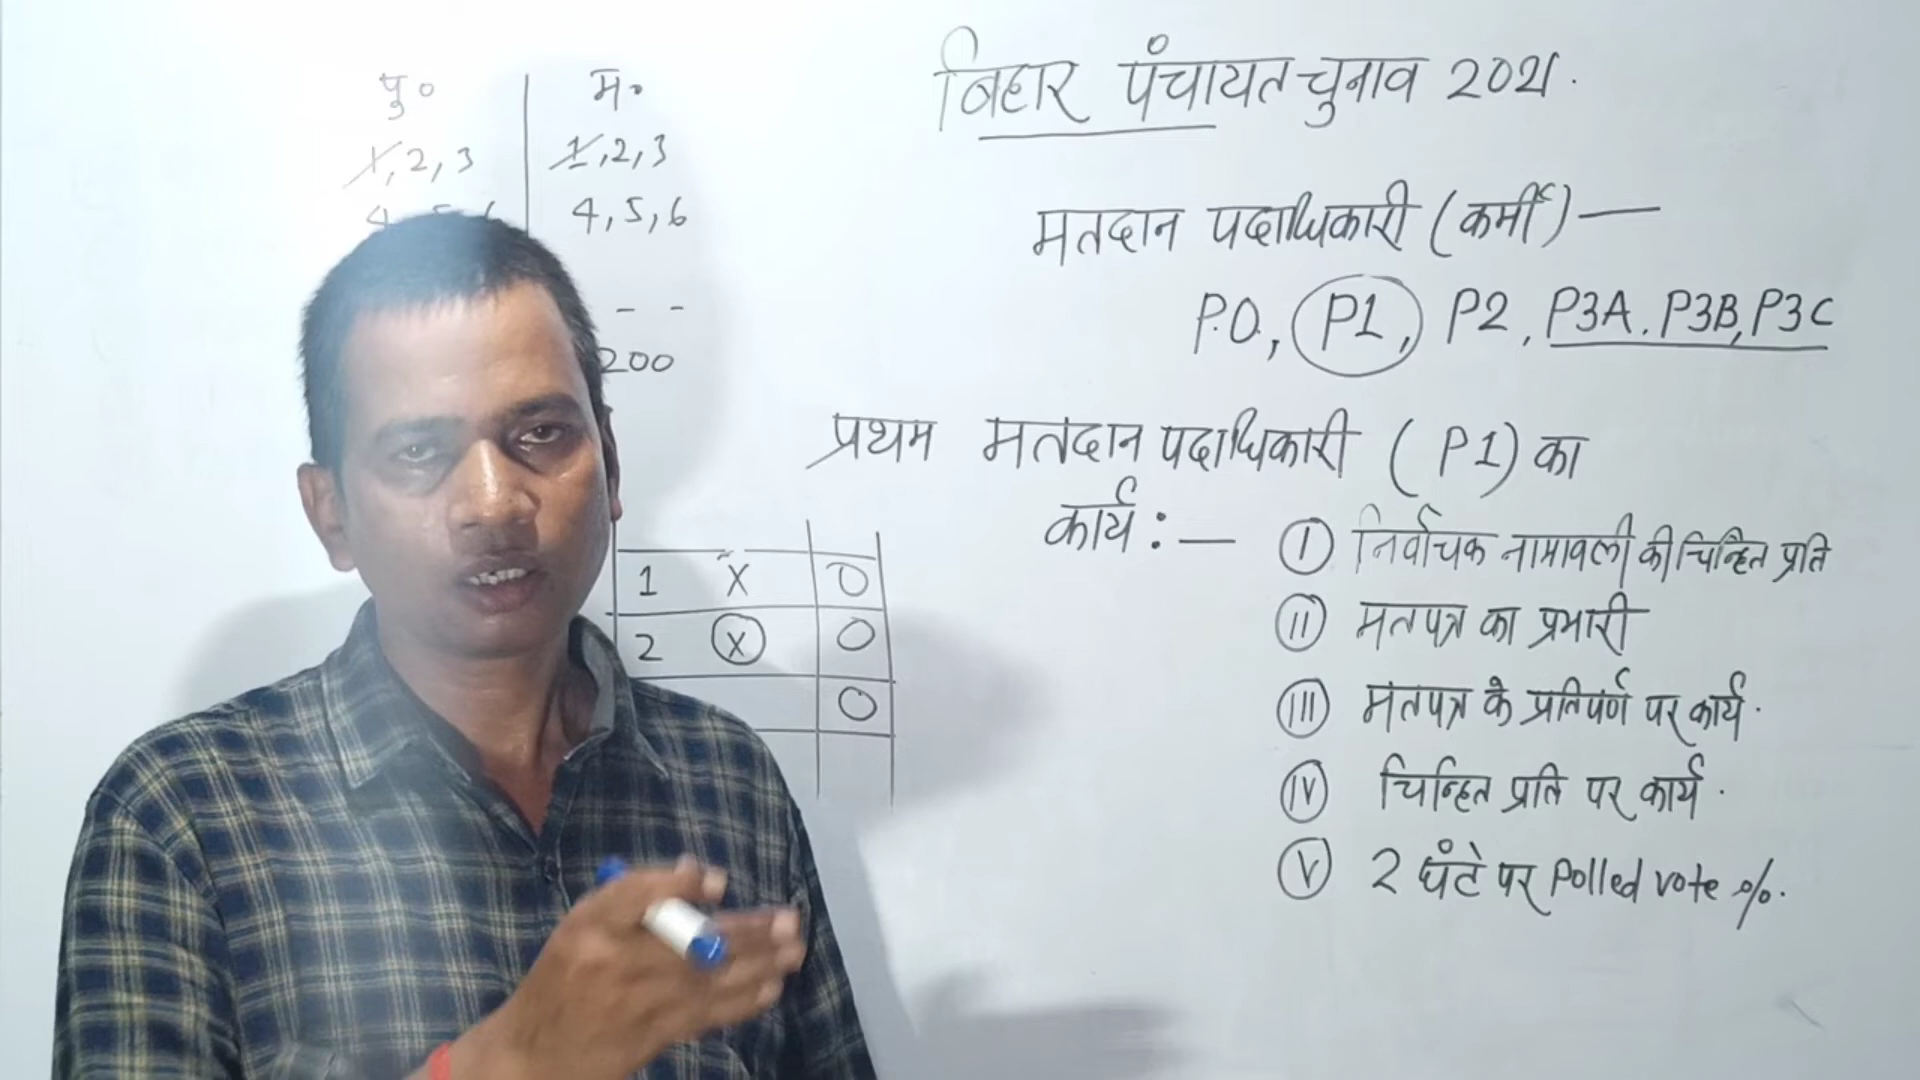 पु०
म०
1, 2, 3
1, 2, 3
4, 5, 6
- -
200
1 X 0
2 X 0
0
बिहार पंचायत चुनाव 2021.
मतदान पदाधिकारी (कर्मी) —
P.O., P1, P2, P3A. P3B, P3C
प्रथम मतदान पदाधिकारी ( P1) का
कार्य : — I निर्वाचक नामावली की चिन्हित प्रति
II मतपत्र का प्रभारी
III मतपत्र के प्रतिपर्ण पर कार्य.
IV चिन्हित प्रति पर कार्य.
V 2 घंटे पर Polled vote %.